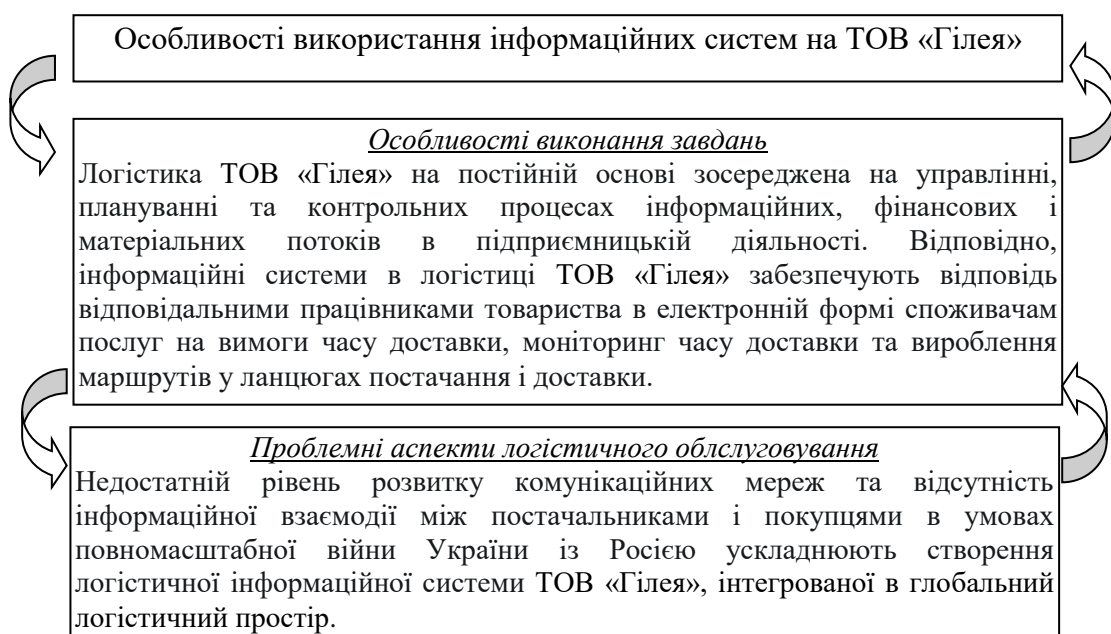 Особливості використання інформаційних систем на ТОВ «Гілея»
Особливості виконання завдань
Логістика ТОВ «Гілея» на постійній основі зосереджена на управлінні,
плануванні та контрольних процесах інформаційних, фінансових і
матеріальних потоків в підприємницькій діяльності. Відповідно,
інформаційні системи в логістиці ТОВ «Гілея» забезпечують відповідь
відповідальними працівниками товариства в електронній формі споживачам
послуг на вимоги часу доставки, моніторинг часу доставки та вироблення
маршрутів у ланцюгах постачання і доставки.
Проблемні аспекти логістичного облслуговування
Недостатній рівень розвитку комунікаційних мереж та відсутність
інформаційної взаємодії між постачальниками і покупцями в умовах
повномасштабної війни України із Росією ускладнюють створення
логістичної інформаційної системи ТОВ «Гілея», інтегрованої в глобальний
логістичний простір.